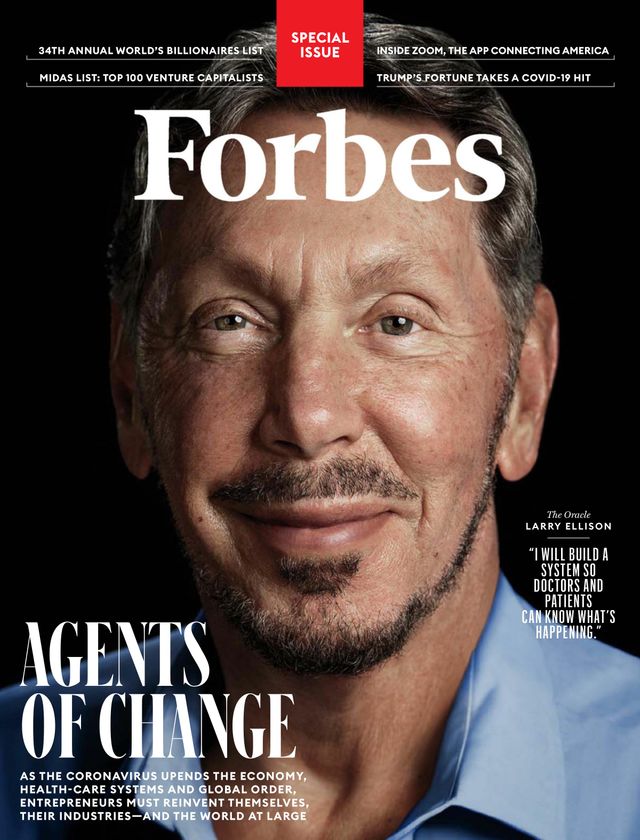 SPECIAL
ISSUE
34TH ANNUAL WORLD'S BILLIONAIRES LIST
MIDAS LIST: TOP 100 VENTURE CAPITALISTS
INSIDE ZOOM, THE APP CONNECTING AMERICA
TRUMP'S FORTUNE TAKES A COVID-19 HIT
Forbes
The Oracle
LARRY ELLISON
“I WILL BUILD A
SYSTEM SO
DOCTORS AND
PATIENTS
CAN KNOW WHAT'S
HAPPENING.”
AGENTS
OF CHANGE
AS THE CORONAVIRUS UPENDS THE ECONOMY,
HEALTH-CARE SYSTEMS AND GLOBAL ORDER,
ENTREPRENEURS MUST REINVENT THEMSELVES,
THEIR INDUSTRIES—AND THE WORLD AT LARGE